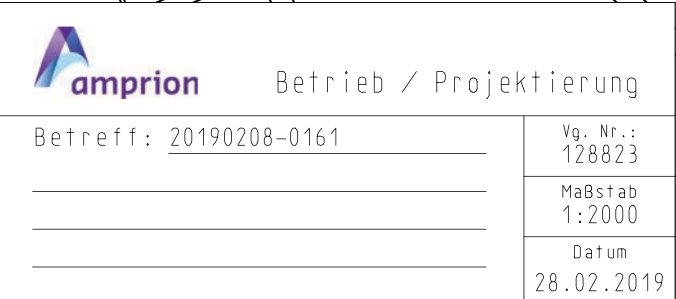 amprion
Betrieb / Projektierung
Betreff: 20190208-0161
Vg. Nr.:
128823
Maßstab
1:2000
Datum
28.02.2019